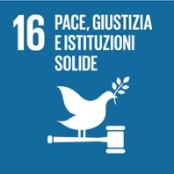 16 PACE, GIUSTIZIA
E ISTITUZIONI
SOLIDE